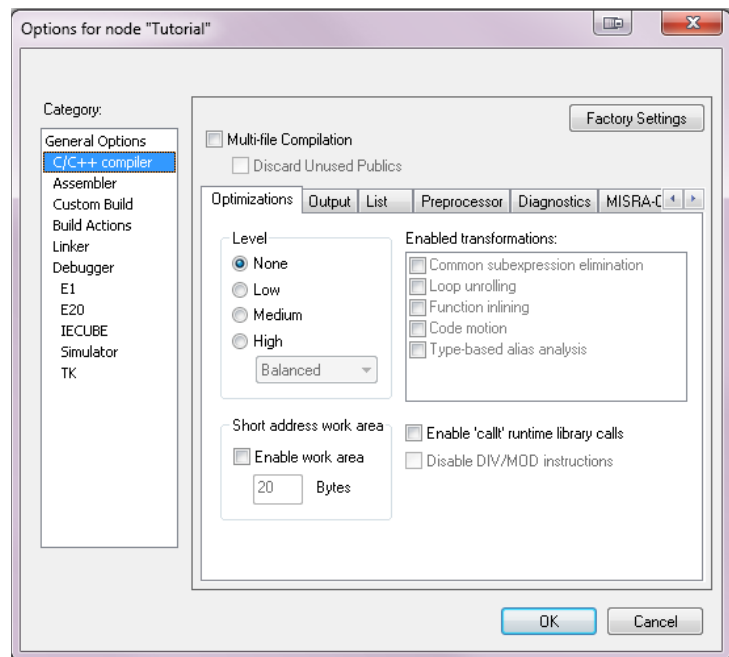 Options for node "Tutorial"
Category:
Factory Settings
General Options
C/C++ compiler
Assembler
Custom Build
Build Actions
Linker
Debugger
E1
E20
IECUBE
Simulator
TK
Multi-file Compilation
Discard Unused Publics
Optimizations Output List Preprocessor Diagnostics MISRA-C
Level
None
Low
Medium
High
Balanced
Enabled transformations:
Common subexpression elimination
Loop unrolling
Function inlining
Code motion
Type-based alias analysis
Short address work area
Enable work area
20 Bytes
Enable 'callt' runtime library calls
Disable DIV/MOD instructions
OK Cancel